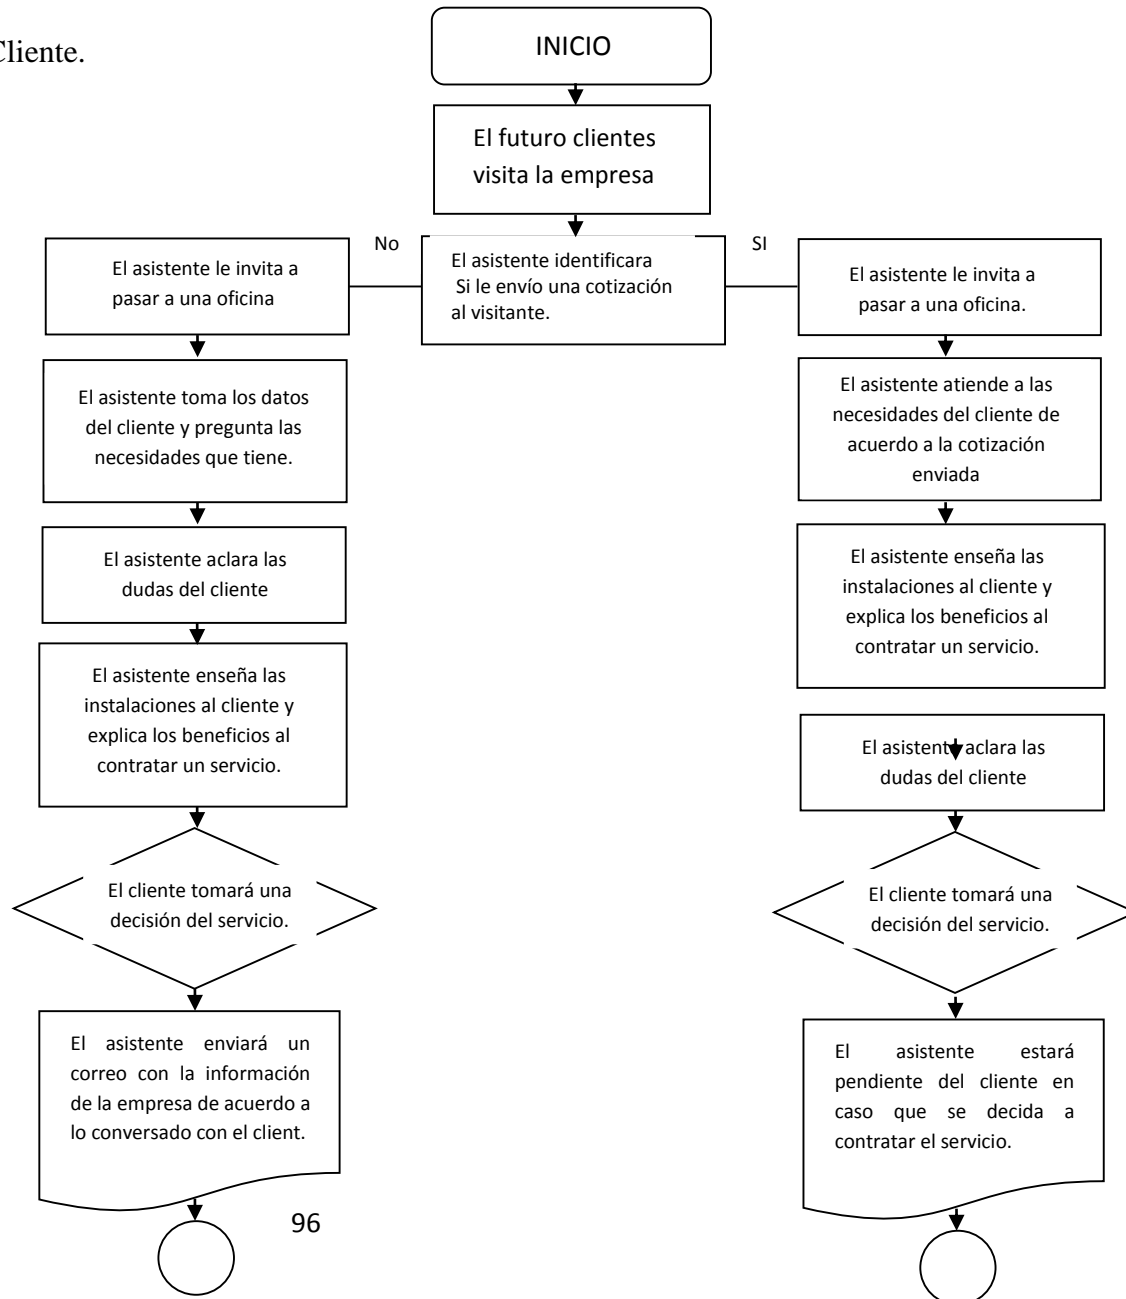 Cliente.
INICIO
El futuro clientes
visita la empresa
No
El asistente identificara
Si le envío una cotización
al visitante.
SI
El asistente le invita a
pasar a una oficina
El asistente toma los datos
del cliente y pregunta las
necesidades que tiene.
El asistente aclara las
dudas del cliente
El asistente enseña las
instalaciones al cliente y
explica los beneficios al
contratar un servicio.
El cliente tomará una
decisión del servicio.
El asistente enviará un
correo con la información
de la empresa de acuerdo a
lo conversado con el client.
El asistente le invita a
pasar a una oficina.
El asistente atiende a las
necesidades del cliente de
acuerdo a la cotización
enviada
El asistente enseña las
instalaciones al cliente y
explica los beneficios al
contratar un servicio.
El asistente aclara las
dudas del cliente
El cliente tomará una
decisión del servicio.
El asistente estará
pendiente del cliente en
caso que se decida a
contratar el servicio.
96